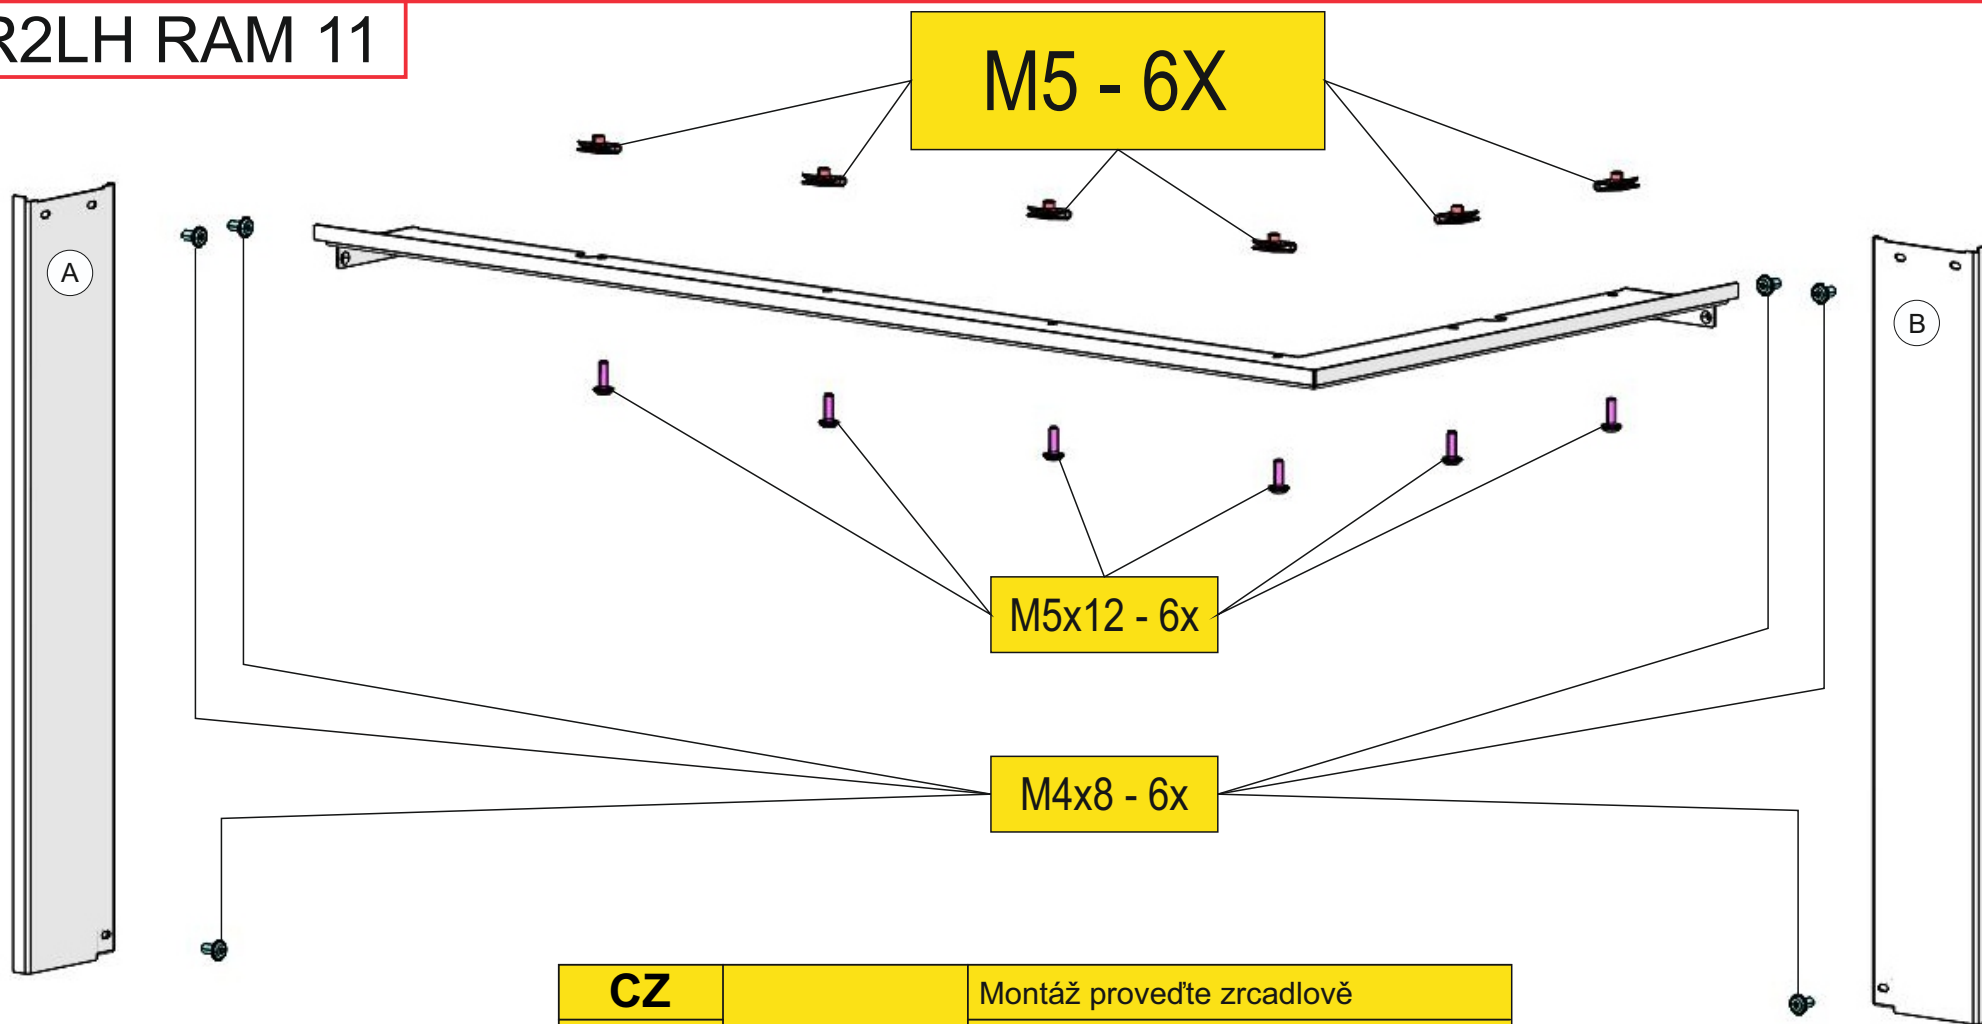 R2LH RAM 11
M5 - 6X
A
B
M5x12 - 6x
M4x8 - 6x
CZ
Montáž proveďte zrcadlově